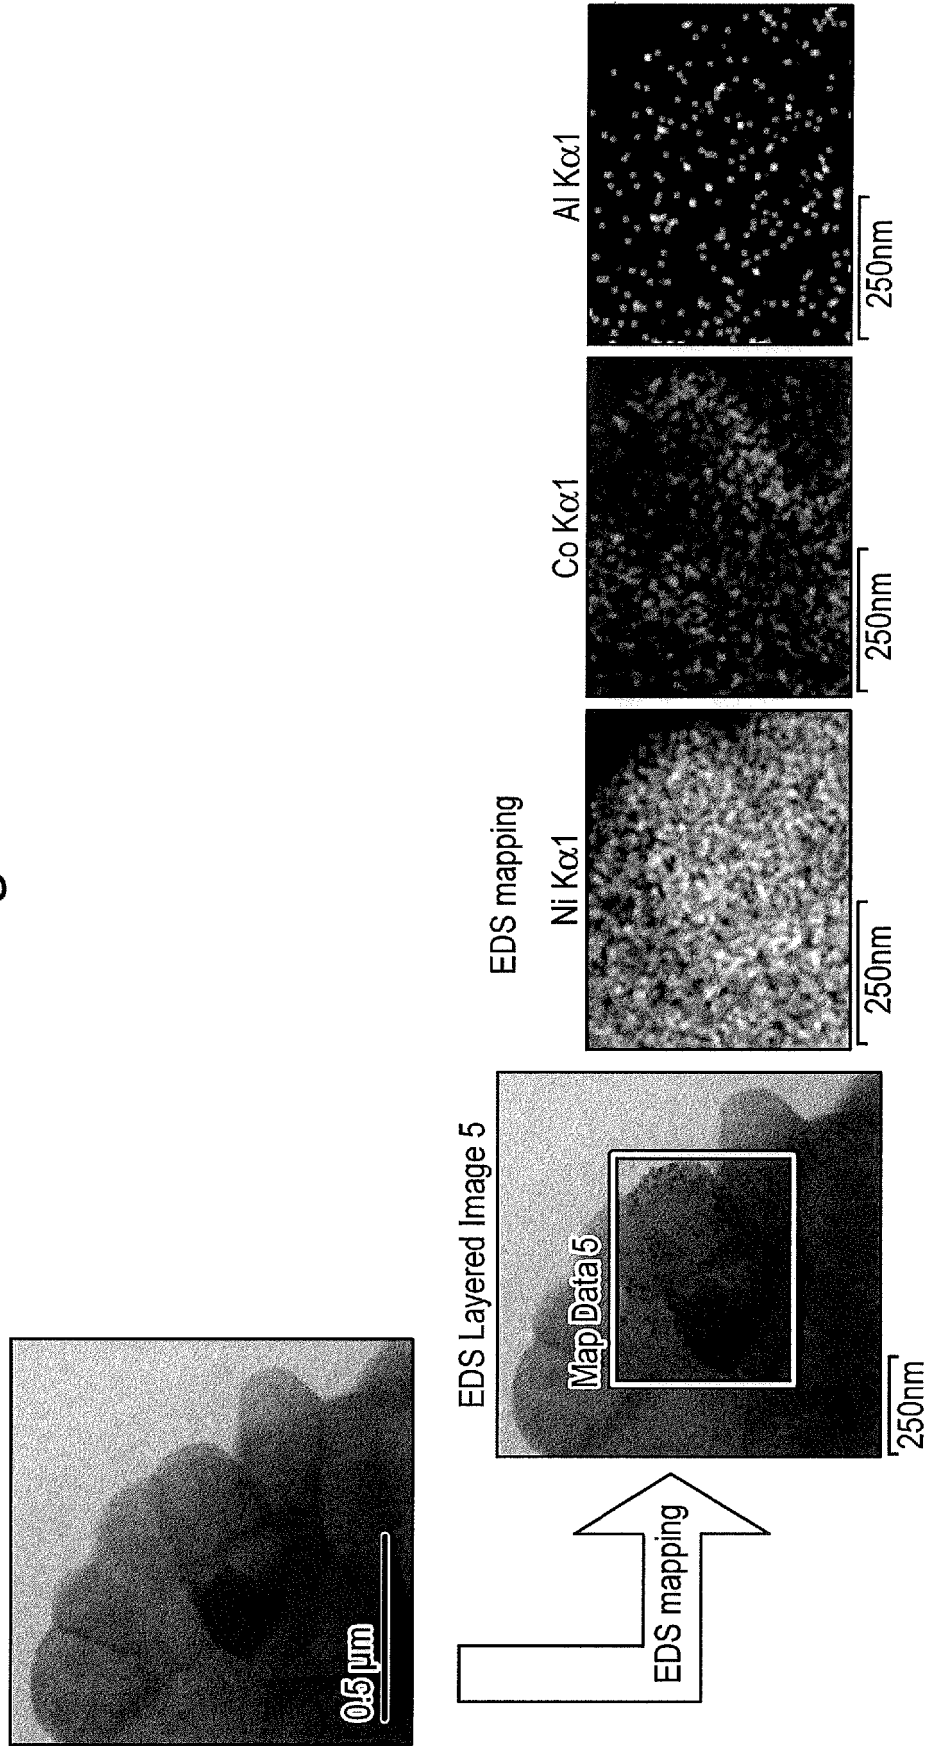 0.5 µm
EDS mapping
EDS Layered Image 5
Map Data 5
250nm
EDS mapping
Ni Kα1
250nm
Co Kα1
250nm
Al Kα1
250nm